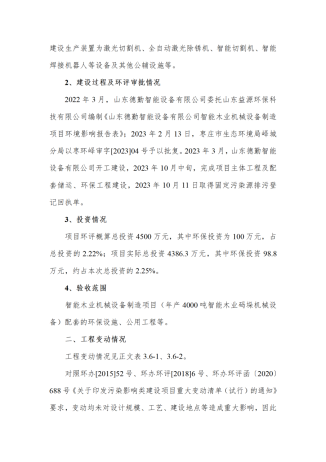 建设生产装置为激光切割机、全自动激光除锈机、智能切割机、智能
焊接机器人等设备及其他公辅设施等。
2、建设过程及环评审批情况
2022 年 3 月，山东德勤智能设备有限公司委托山东益源环保科
技有限公司编制《山东德勤智能设备有限公司智能木业机械设备制造
项目环境影响报告表》；2023 年 2 月 13 日，枣庄市生态环境局峄城
分局以枣环峄审字[2023]04 号予以批复。2023 年 3 月，山东德勤智能
设备有限公司开工建设，2023 年 10 月中旬，完成项目主体工程及配
套储运、环保工程建设。2023 年 10 月 11 日取得固定污染源排污登
记回执单。
3、投资情况
项目环评概算总投资 4500 万元，其中环保投资为 100 万元，占
总投资的 2.22%；项目实际总投资 4386.3 万元，其中环保投资 98.8
万元，约占本次总投资的 2.25%。
4、验收范围
智能木业机械设备制造项目（年产 4000 吨智能木业码垛机械设
备）配套的环保设施、公用工程等。
二、工程变动情况
工程变动情况见正文表 3.6-1、3.6-2。
对照环办[2015]52 号、环办环评[2018]6 号、环办环评函〔2020〕
688 号《关于印发污染影响类建设项目重大变动清单（试行）的通知》
要求，变动均未对设计规模、工艺、建设地点等造成重大影响，因此